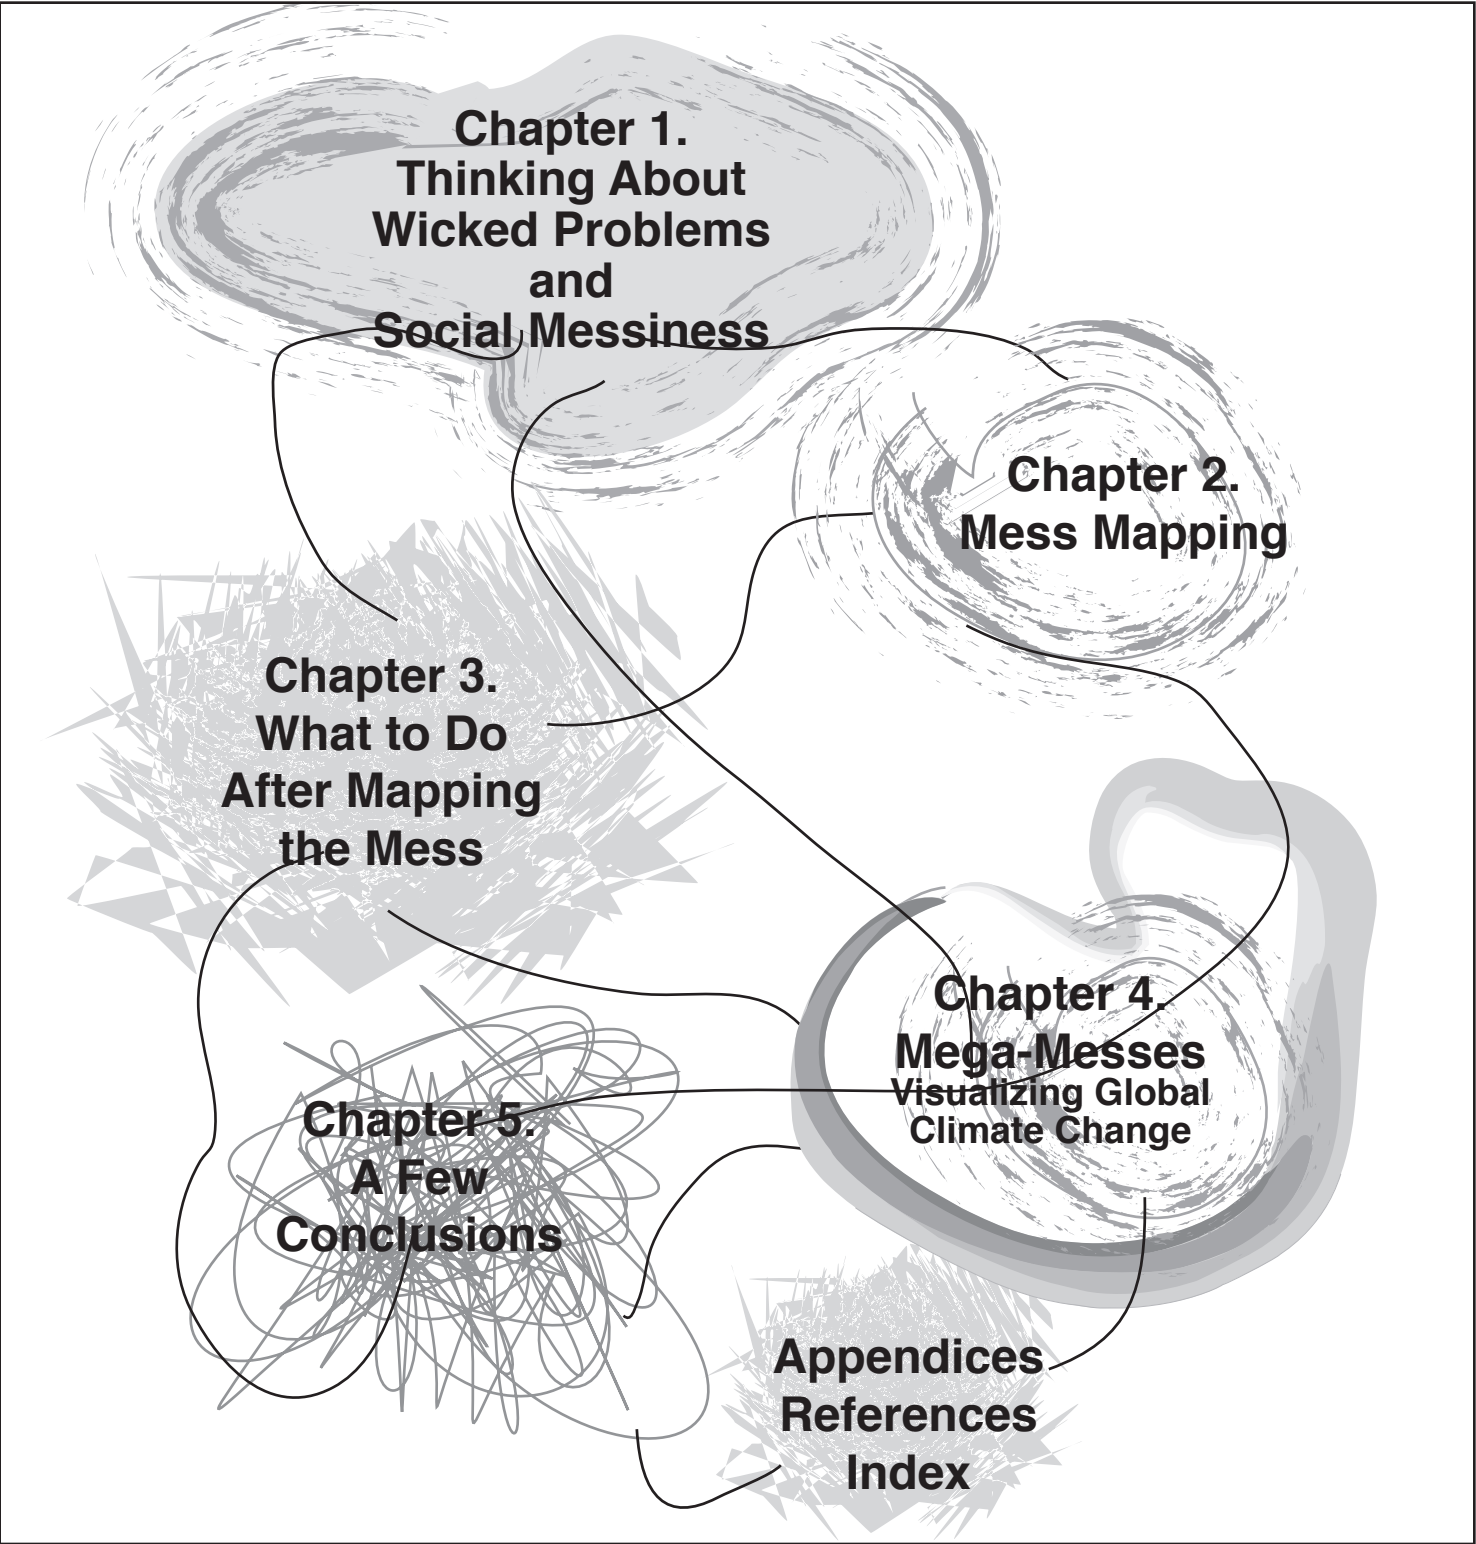 Chapter 1.
Thinking About
Wicked Problems
and
Social Messiness
Chapter 2.
Mess Mapping
Chapter 3.
What to Do
After Mapping
the Mess
Chapter 4.
Mega-Messes
Visualizing Global
Climate Change
Chapter 5.
A Few
Conclusions
Appendices
References
Index